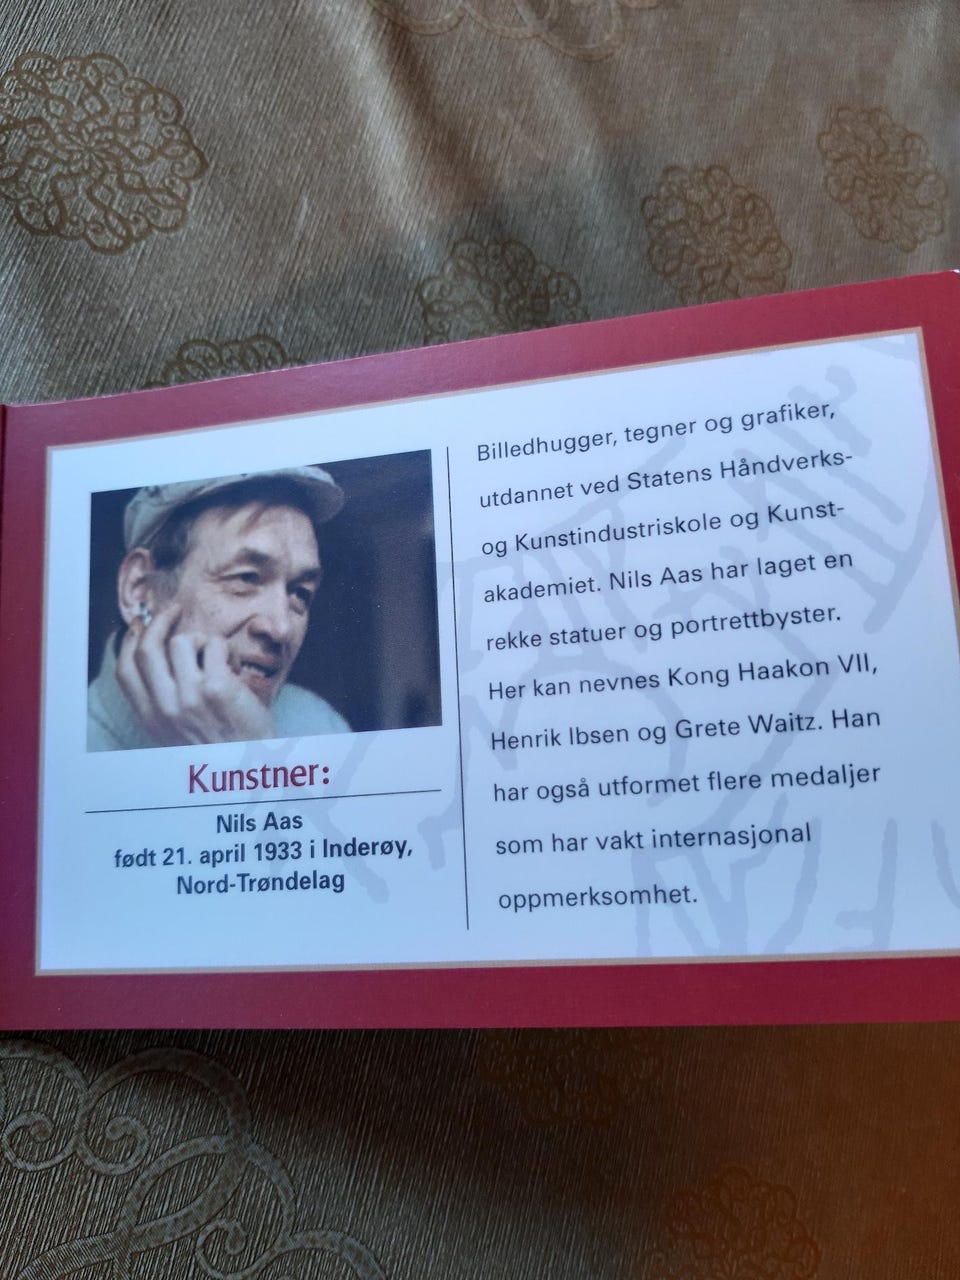 Kunstner:
Nils Aas
født 21. april 1933 i Inderøy,
Nord-Trøndelag
Billedhugger, tegner og grafiker,
utdannet ved Statens Håndverks-
og Kunstindustriskole og Kunst-
akademiet. Nils Aas har laget en
rekke statuer og portrettbyster.
Her kan nevnes Kong Haakon VII,
Henrik Ibsen og Grete Waitz. Han
har også utformet flere medaljer
som har vakt internasjonal
oppmerksomhet.